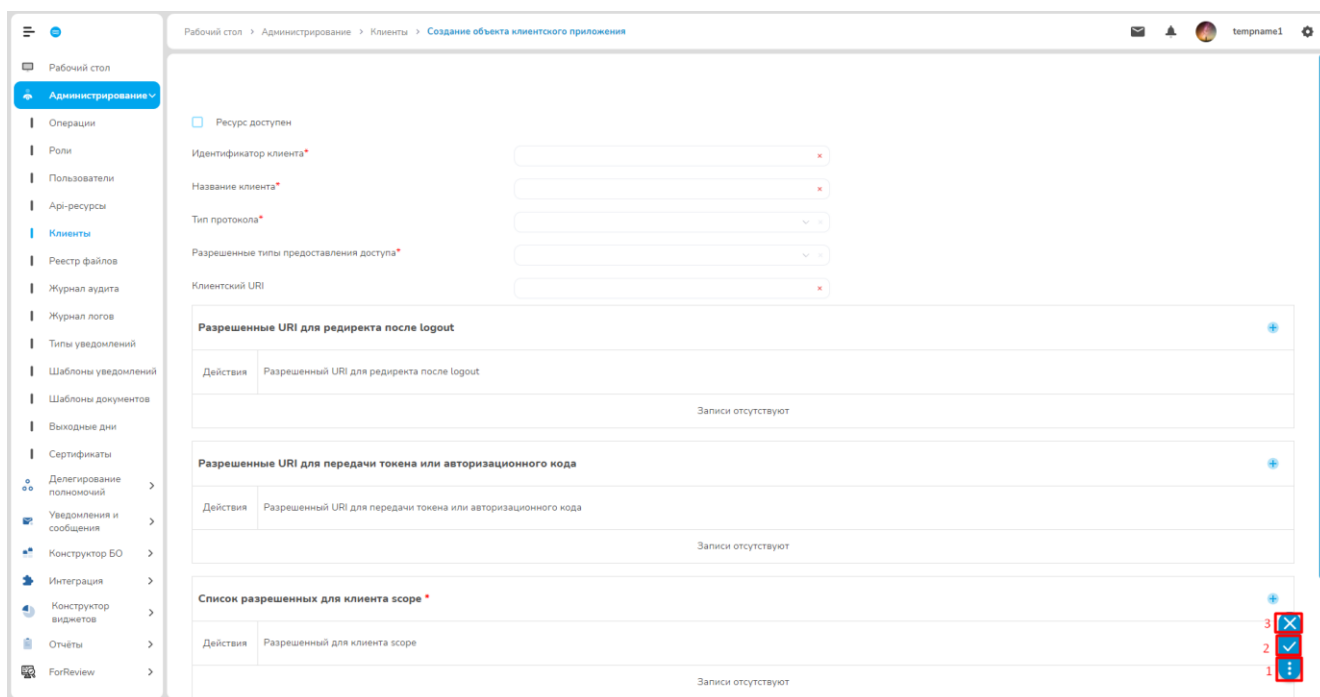 Рабочий стол > Администрирование > Клиенты > Создание объекта клиентского приложения
tempname1
Рабочий стол
Администрирование
Операции
Роли
Пользователи
Api-ресурсы
Клиенты
Реестр файлов
Журнал аудита
Журнал логов
Типы уведомлений
Шаблоны уведомлений
Шаблоны документов
Выходные дни
Сертификаты
Делегирование
полномочий
Уведомления и
сообщения
Конструктор БО
Интеграция
Конструктор
виджетов
Отчёты
ForReview
Ресурс доступен
Идентификатор клиента*
Название клиента*
Тип протокола*
Разрешенные типы предоставления доступа*
Клиентский URI
Разрешенные URI для редиректа после logout
Действия Разрешенный URI для редиректа после logout
Записи отсутствуют
Разрешенные URI для передачи токена или авторизационного кода
Действия Разрешенный URI для передачи токена или авторизационного кода
Записи отсутствуют
Список разрешенных для клиента scope *
3
Действия Разрешенный для клиента scope
2
1
Записи отсутствуют